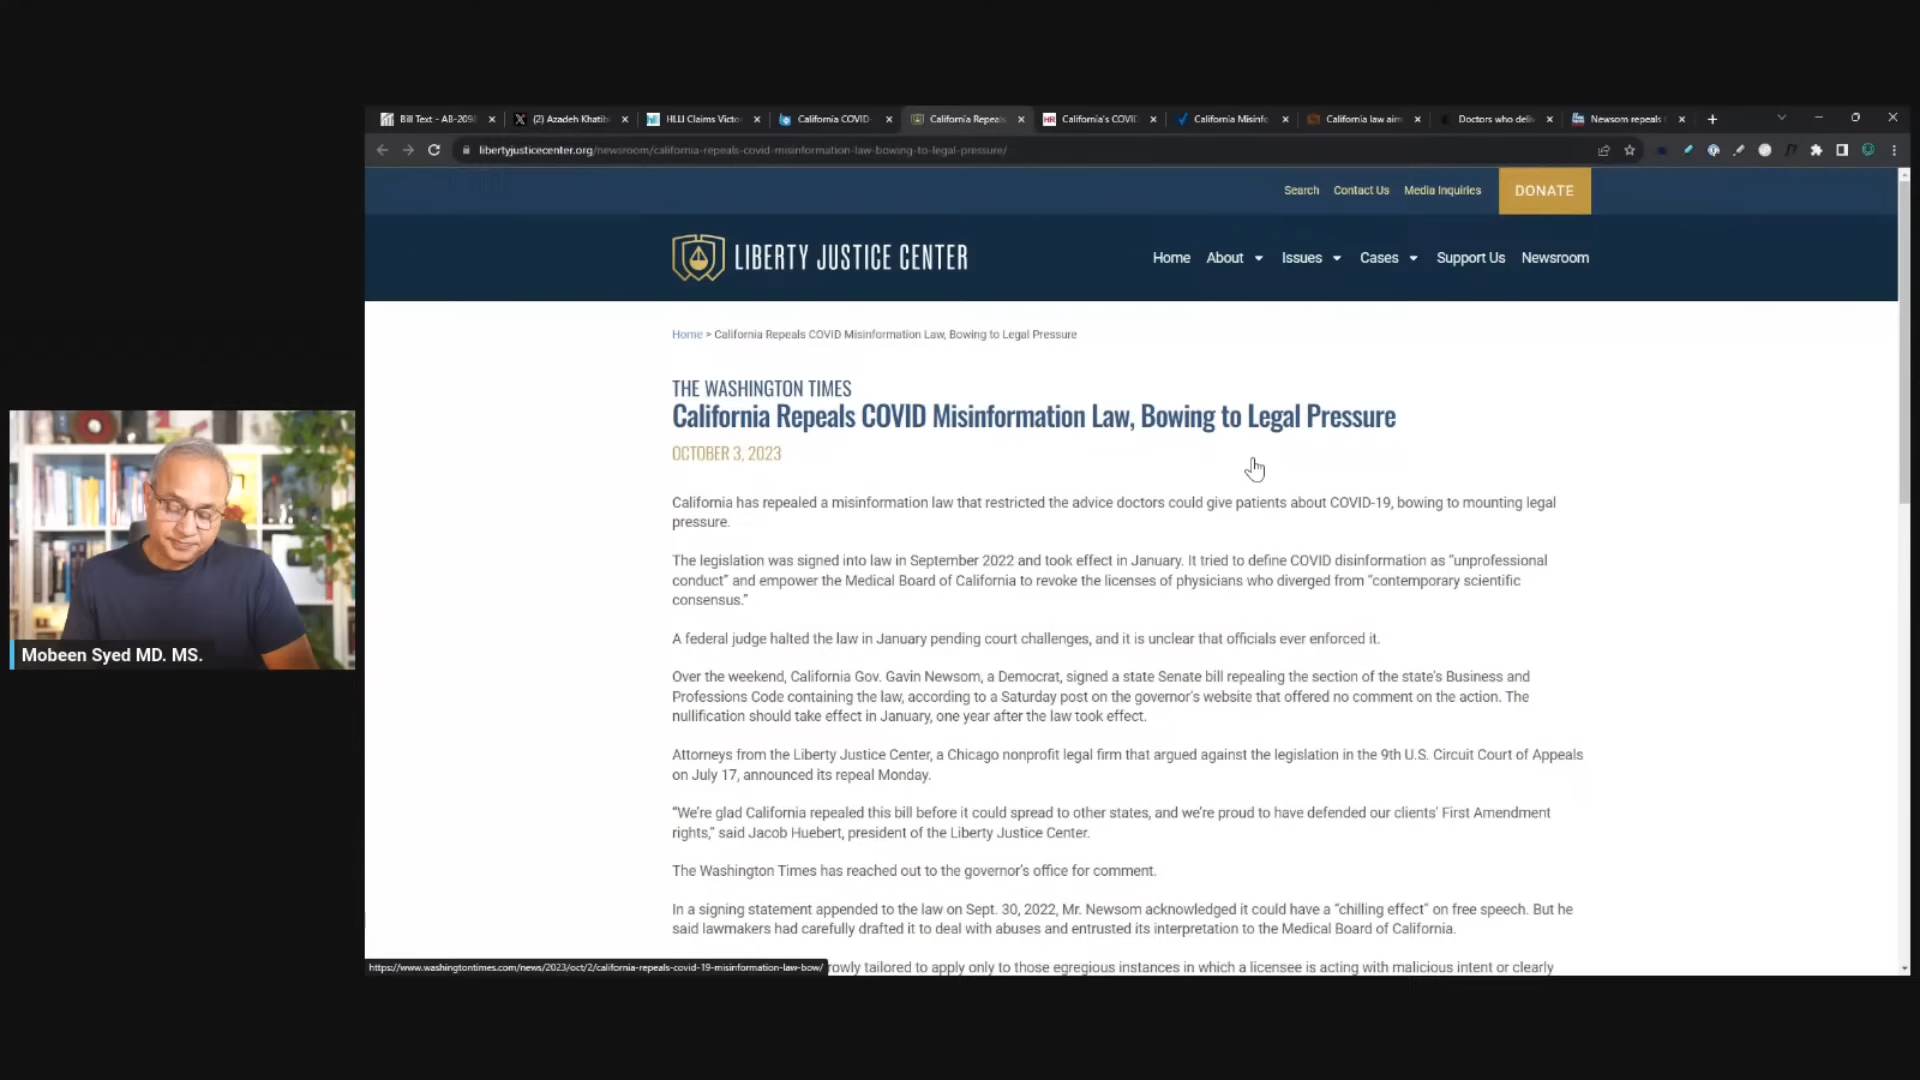 Bill Text - AB-2098
(2) Azadeh Khatibi
HLLI Claims Victo
California COVID-
California Repeals
HR California's COVID
California Misinfo
California law aim
Doctors who deli
Newsom repeals
libertyjusticecenter.org/newsroom/california-repeals-covid-misinformation-law-bowing-to-legal-pressure/
Search Contact Us Media Inquiries DONATE
LIBERTY JUSTICE CENTER
Home About Issues Cases Support Us Newsroom
Home > California Repeals COVID Misinformation Law, Bowing to Legal Pressure
THE WASHINGTON TIMES
California Repeals COVID Misinformation Law, Bowing to Legal Pressure
OCTOBER 3, 2023
California has repealed a misinformation law that restricted the advice doctors could give patients about COVID-19, bowing to mounting legal
pressure.
The legislation was signed into law in September 2022 and took effect in January. It tried to define COVID disinformation as “unprofessional
conduct” and empower the Medical Board of California to revoke the licenses of physicians who diverged from “contemporary scientific
consensus.”
A federal judge halted the law in January pending court challenges, and it is unclear that officials ever enforced it.
Over the weekend, California Gov. Gavin Newsom, a Democrat, signed a state Senate bill repealing the section of the state’s Business and
Professions Code containing the law, according to a Saturday post on the governor’s website that offered no comment on the action. The
nullification should take effect in January, one year after the law took effect.
Attorneys from the Liberty Justice Center, a Chicago nonprofit legal firm that argued against the legislation in the 9th U.S. Circuit Court of Appeals
on July 17, announced its repeal Monday.
“We’re glad California repealed this bill before it could spread to other states, and we’re proud to have defended our clients’ First Amendment
rights,” said Jacob Huebert, president of the Liberty Justice Center.
The Washington Times has reached out to the governor’s office for comment.
In a signing statement appended to the law on Sept. 30, 2022, Mr. Newsom acknowledged it could have a “chilling effect” on free speech. But he
said lawmakers had carefully drafted it to deal with abuses and entrusted its interpretation to the Medical Board of California.
rowly tailored to apply only to those egregious instances in which a licensee is acting with malicious intent or clearly
https://www.washingtontimes.com/news/2023/oct/2/california-repeals-covid-19-misinformation-law-bow/
Mobeen Syed MD. MS.